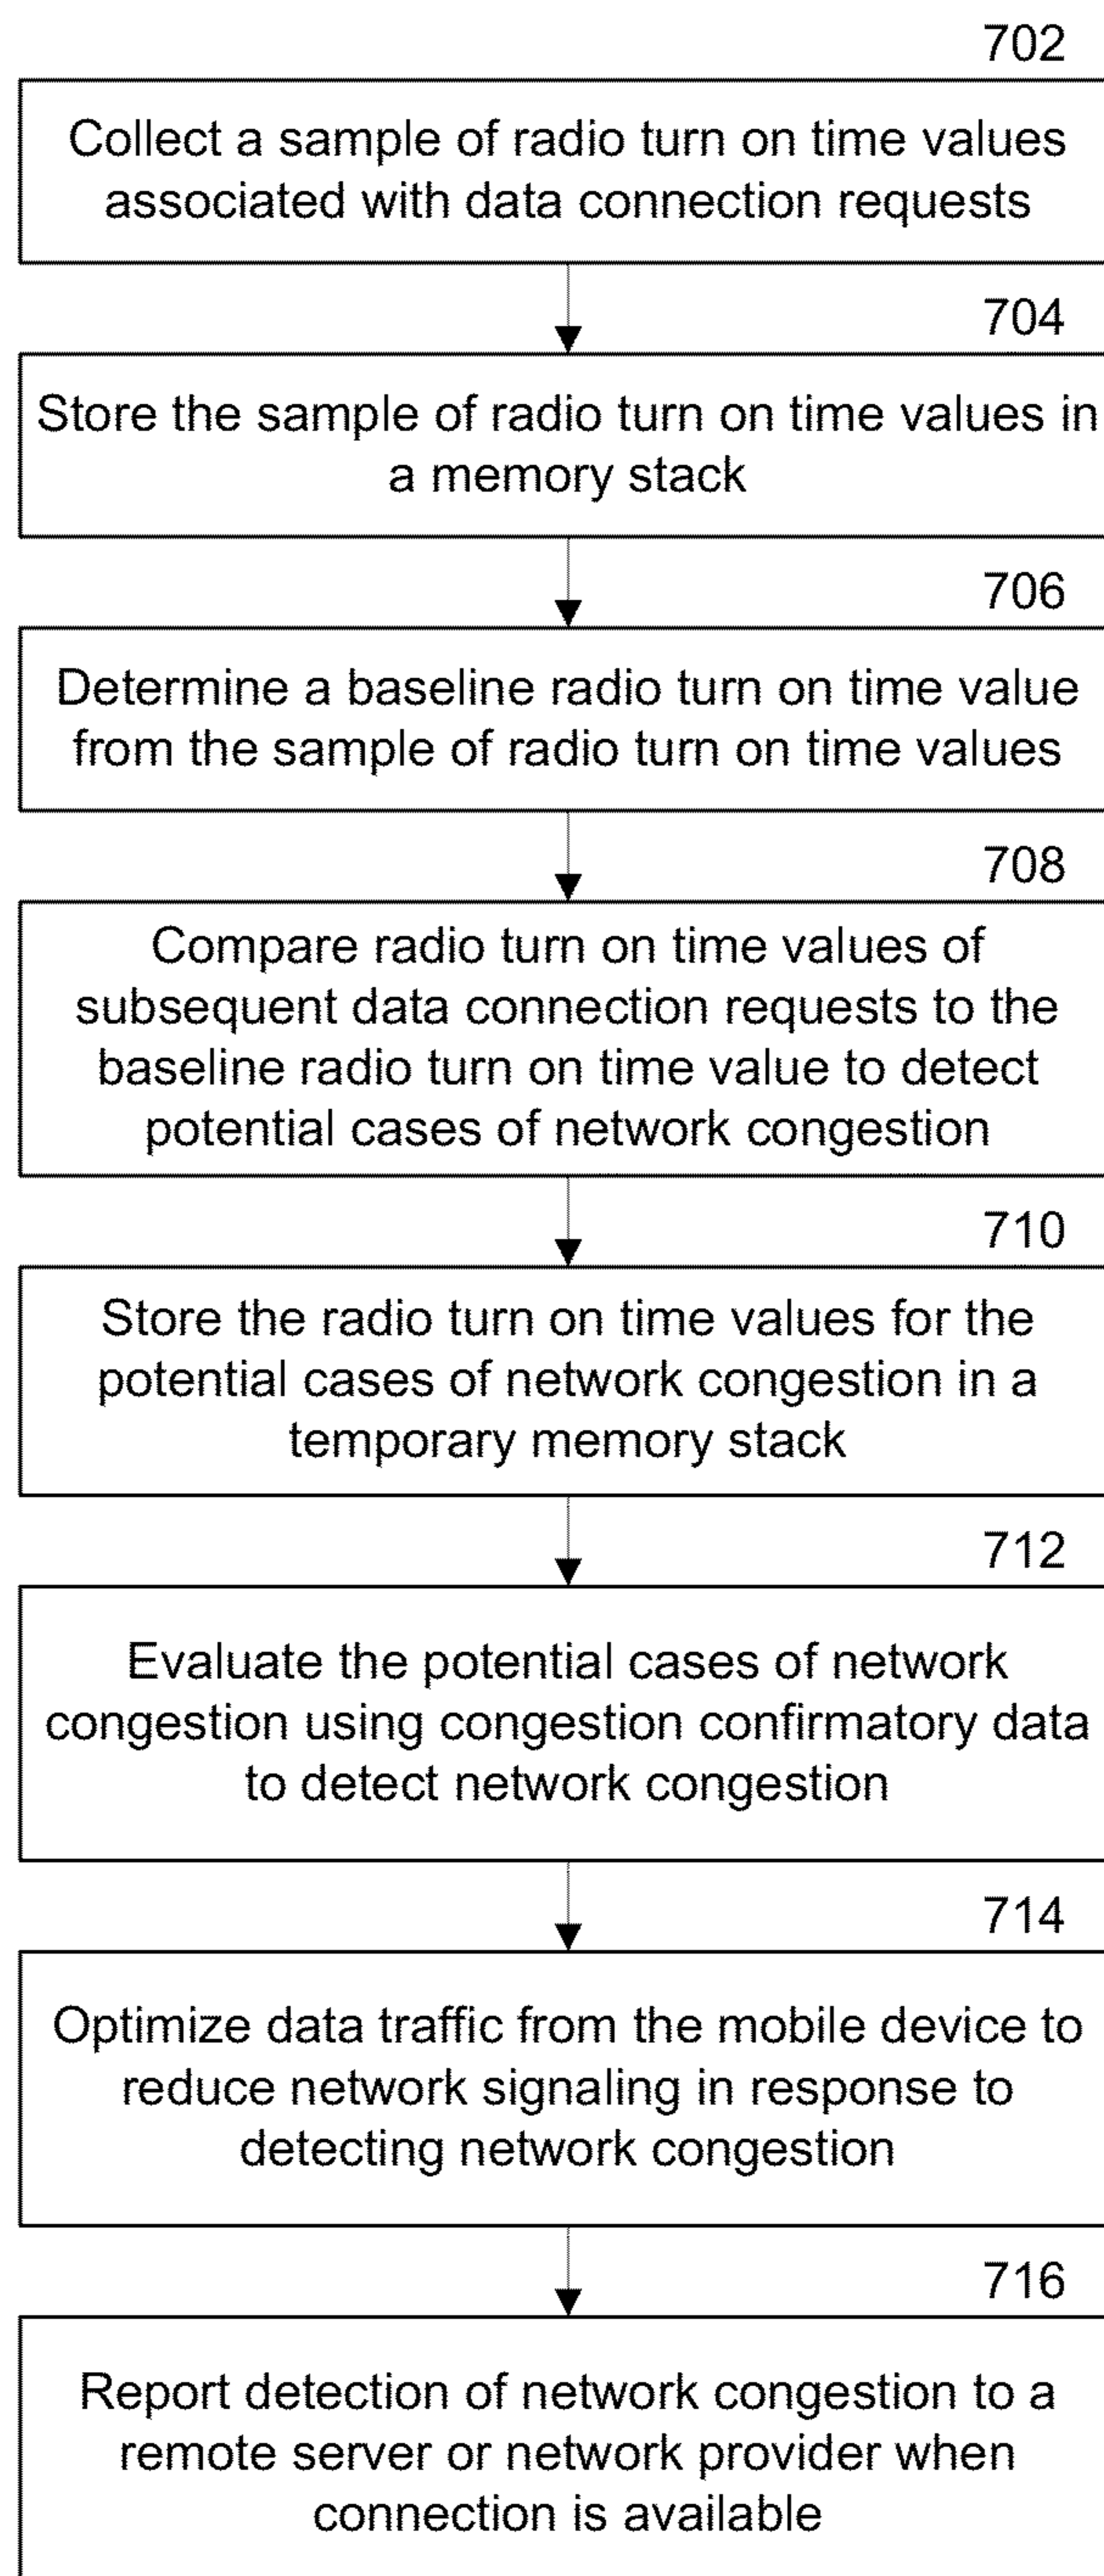 702
Collect a sample of radio turn on time values
associated with data connection requests
704
Store the sample of radio turn on time values in
a memory stack
706
Determine a baseline radio turn on time value
from the sample of radio turn on time values
708
Compare radio turn on time values of
subsequent data connection requests to the
baseline radio turn on time value to detect
potential cases of network congestion
710
Store the radio turn on time values for the
potential cases of network congestion in a
temporary memory stack
712
Evaluate the potential cases of network
congestion using congestion confirmatory data
to detect network congestion
714
Optimize data traffic from the mobile device to
reduce network signaling in response to
detecting network congestion
716
Report detection of network congestion to a
remote server or network provider when
connection is available